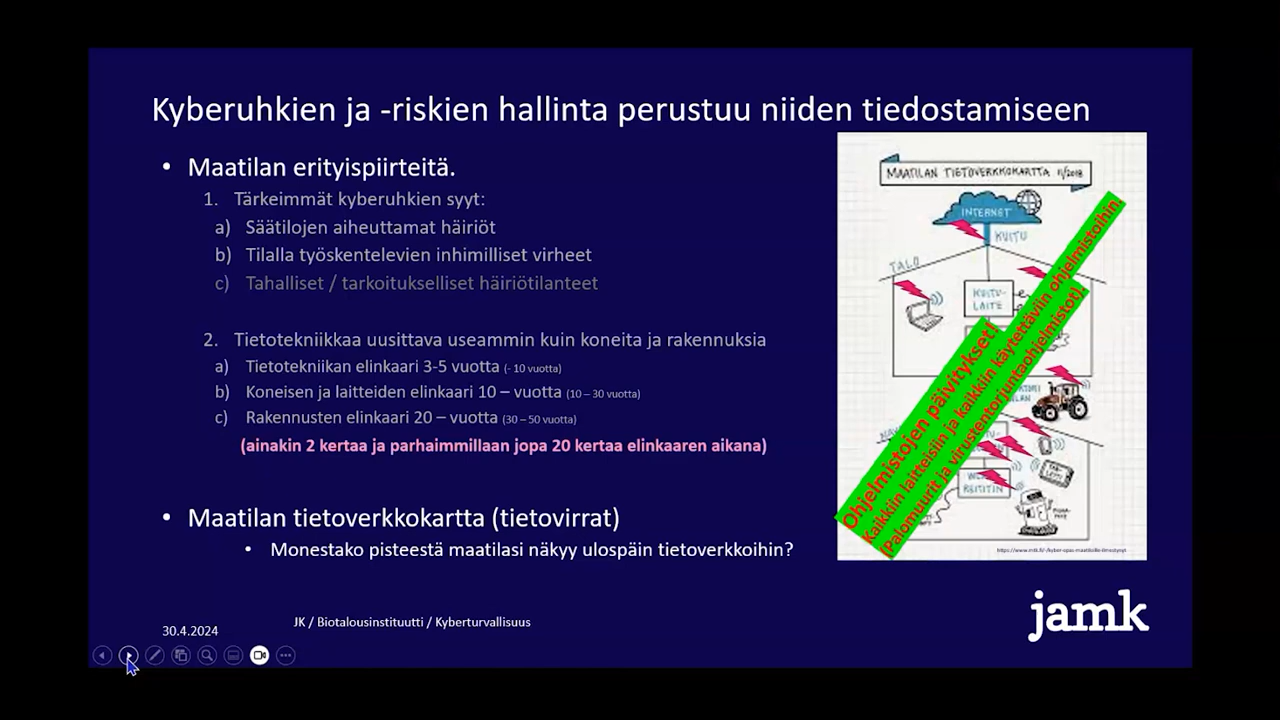 Kyberuhkien ja -riskien hallinta perustuu niiden tiedostamiseen
• Maatilan erityispiirteitä.
1. Tärkeimmät kyberuhkien syyt:
a) Säätilojen aiheuttamat häiriöt
b) Tilalla työskentelevien inhimilliset virheet
c) Tahalliset / tarkoitukselliset häiriötilanteet
2. Tietotekniikkaa uusittava useammin kuin koneita ja rakennuksia
a) Tietotekniikan elinkaari 3-5 vuotta (- 10 vuotta)
b) Koneisen ja laitteiden elinkaari 10 – vuotta (10 – 30 vuotta)
c) Rakennusten elinkaari 20 – vuotta (30 – 50 vuotta)
(ainakin 2 kertaa ja parhaimmillaan jopa 20 kertaa elinkaaren aikana)
• Maatilan tietoverkkokartta (tietovirrat)
• Monestako pisteestä maatilasi näkyy ulospäin tietoverkkoihin?
MAATILAN TIETOVERKKOKARTTA 11/2018
INTERNET
KUITU
TALO
KUITU-
LAITE
REITITIN
Ohjelmistojen päivitykset!
Kaikkiin laitteisiin ja kaikkiin käytettäviin ohjelmistoihin.
(Palomuurit ja virustentorjuntaohjelmistot).
30.4.2024
JK / Biotalousinstituutti / Kyberturvallisuus
jamk